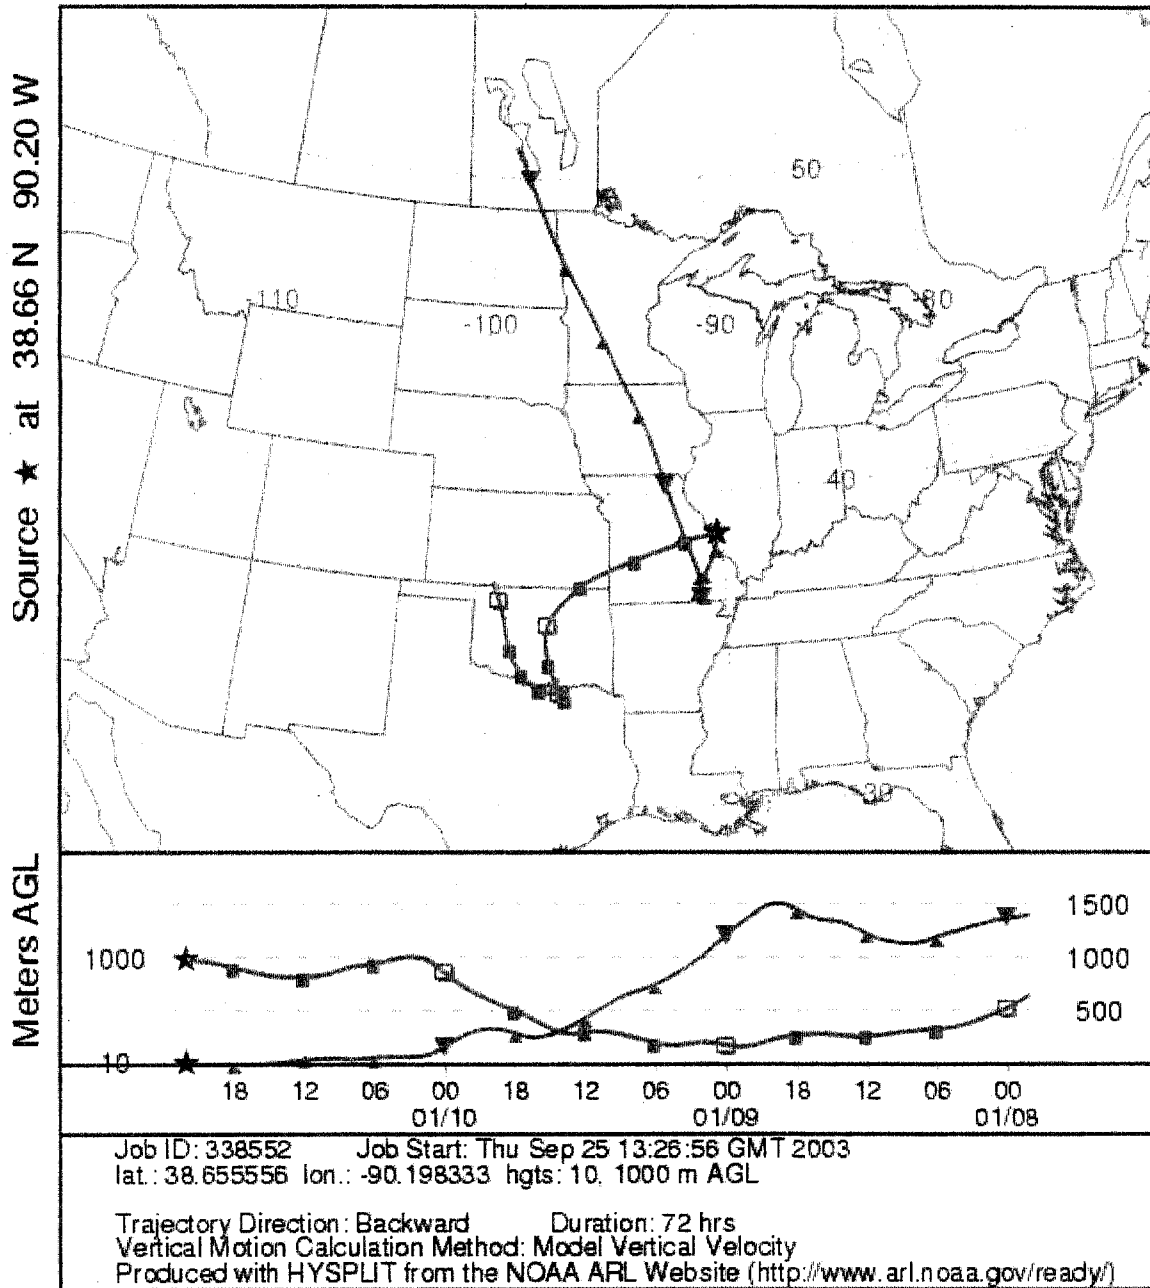 Source ★ at 38.66 N 90.20 W
50
-110
-100
-90
-80
40
30
Meters AGL
1500
1000
1000
500
10
18 12 06 00 18 12 06 00 18 12 06 00
01/10 01/09 01/08
Job ID: 338552 Job Start: Thu Sep 25 13:26:56 GMT 2003
lat.: 38.655556 lon.: -90.198333 hgts: 10, 1000 m AGL
Trajectory Direction: Backward Duration: 72 hrs
Vertical Motion Calculation Method: Model Vertical Velocity
Produced with HYSPLIT from the NOAA ARL Website (http://www.arl.noaa.gov/ready/)